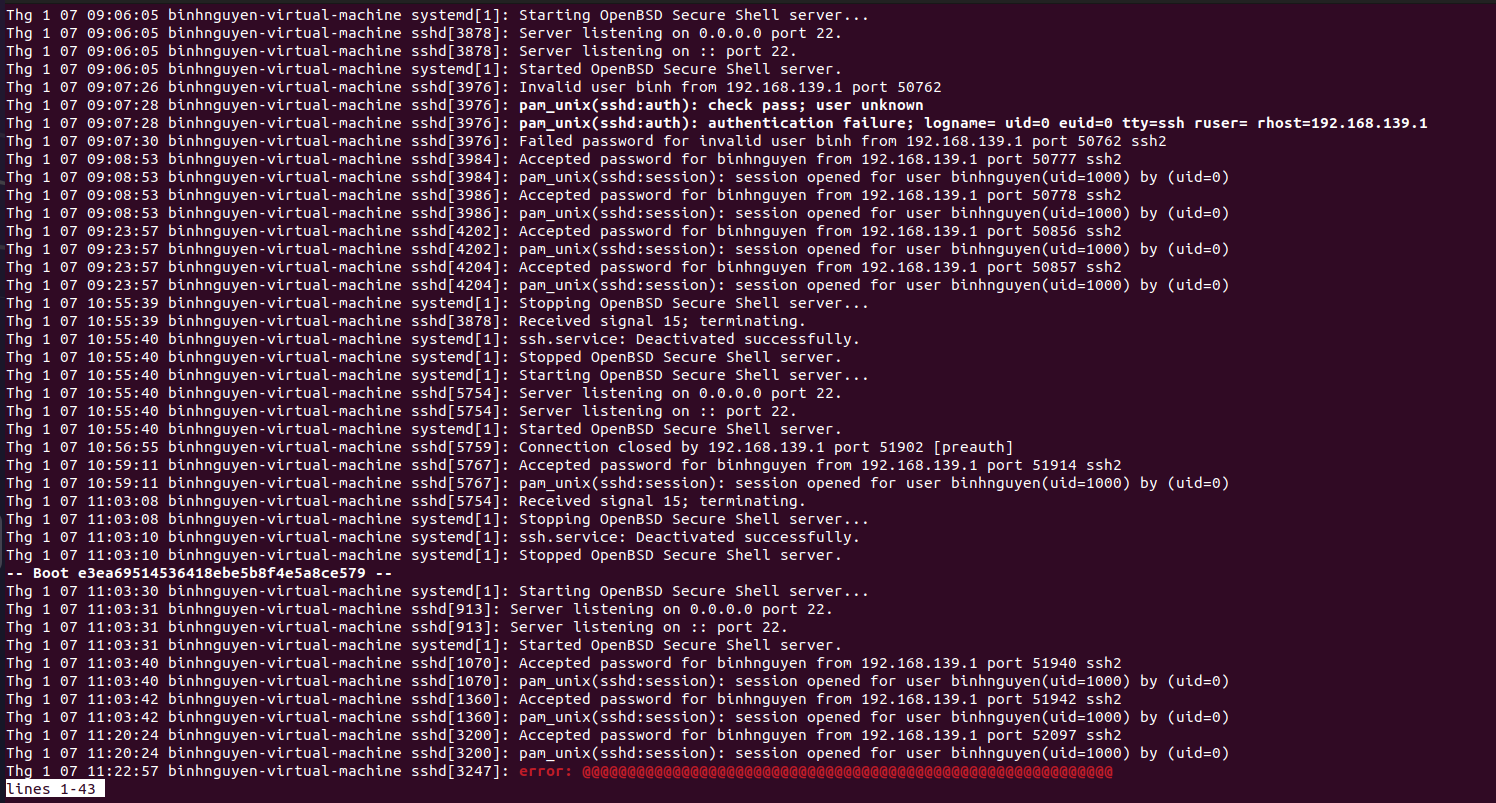 Thg 1 07 09:06:05 binhnguyen-virtual-machine systemd[1]: Starting OpenBSD Secure Shell server...
Thg 1 07 09:06:05 binhnguyen-virtual-machine sshd[3878]: Server listening on 0.0.0.0 port 22.
Thg 1 07 09:06:05 binhnguyen-virtual-machine sshd[3878]: Server listening on :: port 22.
Thg 1 07 09:06:05 binhnguyen-virtual-machine systemd[1]: Started OpenBSD Secure Shell server.
Thg 1 07 09:07:26 binhnguyen-virtual-machine sshd[3976]: Invalid user binh from 192.168.139.1 port 50762
Thg 1 07 09:07:28 binhnguyen-virtual-machine sshd[3976]: pam_unix(sshd:auth): check pass; user unknown
Thg 1 07 09:07:28 binhnguyen-virtual-machine sshd[3976]: pam_unix(sshd:auth): authentication failure; logname= uid=0 euid=0 tty=ssh ruser= rhost=192.168.139.1
Thg 1 07 09:07:30 binhnguyen-virtual-machine sshd[3976]: Failed password for invalid user binh from 192.168.139.1 port 50762 ssh2
Thg 1 07 09:08:53 binhnguyen-virtual-machine sshd[3984]: Accepted password for binhnguyen from 192.168.139.1 port 50777 ssh2
Thg 1 07 09:08:53 binhnguyen-virtual-machine sshd[3984]: pam_unix(sshd:session): session opened for user binhnguyen(uid=1000) by (uid=0)
Thg 1 07 09:08:53 binhnguyen-virtual-machine sshd[3986]: Accepted password for binhnguyen from 192.168.139.1 port 50778 ssh2
Thg 1 07 09:08:53 binhnguyen-virtual-machine sshd[3986]: pam_unix(sshd:session): session opened for user binhnguyen(uid=1000) by (uid=0)
Thg 1 07 09:23:57 binhnguyen-virtual-machine sshd[4202]: Accepted password for binhnguyen from 192.168.139.1 port 50856 ssh2
Thg 1 07 09:23:57 binhnguyen-virtual-machine sshd[4202]: pam_unix(sshd:session): session opened for user binhnguyen(uid=1000) by (uid=0)
Thg 1 07 09:23:57 binhnguyen-virtual-machine sshd[4204]: Accepted password for binhnguyen from 192.168.139.1 port 50857 ssh2
Thg 1 07 09:23:57 binhnguyen-virtual-machine sshd[4204]: pam_unix(sshd:session): session opened for user binhnguyen(uid=1000) by (uid=0)
Thg 1 07 10:55:39 binhnguyen-virtual-machine systemd[1]: Stopping OpenBSD Secure Shell server...
Thg 1 07 10:55:39 binhnguyen-virtual-machine sshd[3878]: Received signal 15; terminating.
Thg 1 07 10:55:40 binhnguyen-virtual-machine systemd[1]: ssh.service: Deactivated successfully.
Thg 1 07 10:55:40 binhnguyen-virtual-machine systemd[1]: Stopped OpenBSD Secure Shell server.
Thg 1 07 10:55:40 binhnguyen-virtual-machine systemd[1]: Starting OpenBSD Secure Shell server...
Thg 1 07 10:55:40 binhnguyen-virtual-machine sshd[5754]: Server listening on 0.0.0.0 port 22.
Thg 1 07 10:55:40 binhnguyen-virtual-machine sshd[5754]: Server listening on :: port 22.
Thg 1 07 10:55:40 binhnguyen-virtual-machine systemd[1]: Started OpenBSD Secure Shell server.
Thg 1 07 10:56:55 binhnguyen-virtual-machine sshd[5759]: Connection closed by 192.168.139.1 port 51902 [preauth]
Thg 1 07 10:59:11 binhnguyen-virtual-machine sshd[5767]: Accepted password for binhnguyen from 192.168.139.1 port 51914 ssh2
Thg 1 07 10:59:11 binhnguyen-virtual-machine sshd[5767]: pam_unix(sshd:session): session opened for user binhnguyen(uid=1000) by (uid=0)
Thg 1 07 11:03:08 binhnguyen-virtual-machine sshd[5754]: Received signal 15; terminating.
Thg 1 07 11:03:08 binhnguyen-virtual-machine systemd[1]: Stopping OpenBSD Secure Shell server...
Thg 1 07 11:03:10 binhnguyen-virtual-machine systemd[1]: ssh.service: Deactivated successfully.
Thg 1 07 11:03:10 binhnguyen-virtual-machine systemd[1]: Stopped OpenBSD Secure Shell server.
-- Boot e3ea69514536418ebe5b8f4e5a8ce579 --
Thg 1 07 11:03:30 binhnguyen-virtual-machine systemd[1]: Starting OpenBSD Secure Shell server...
Thg 1 07 11:03:31 binhnguyen-virtual-machine sshd[913]: Server listening on 0.0.0.0 port 22.
Thg 1 07 11:03:31 binhnguyen-virtual-machine sshd[913]: Server listening on :: port 22.
Thg 1 07 11:03:31 binhnguyen-virtual-machine systemd[1]: Started OpenBSD Secure Shell server.
Thg 1 07 11:03:40 binhnguyen-virtual-machine sshd[1070]: Accepted password for binhnguyen from 192.168.139.1 port 51940 ssh2
Thg 1 07 11:03:40 binhnguyen-virtual-machine sshd[1070]: pam_unix(sshd:session): session opened for user binhnguyen(uid=1000) by (uid=0)
Thg 1 07 11:03:42 binhnguyen-virtual-machine sshd[1360]: Accepted password for binhnguyen from 192.168.139.1 port 51942 ssh2
Thg 1 07 11:03:42 binhnguyen-virtual-machine sshd[1360]: pam_unix(sshd:session): session opened for user binhnguyen(uid=1000) by (uid=0)
Thg 1 07 11:20:24 binhnguyen-virtual-machine sshd[3200]: Accepted password for binhnguyen from 192.168.139.1 port 52097 ssh2
Thg 1 07 11:20:24 binhnguyen-virtual-machine sshd[3200]: pam_unix(sshd:session): session opened for user binhnguyen(uid=1000) by (uid=0)
Thg 1 07 11:22:57 binhnguyen-virtual-machine sshd[3247]: error: @@@@@@@@@@@@@@@@@@@@@@@@@@@@@@@@@@@@@@@@@@@@@@@@@@@@@@@@@@@
lines 1-43